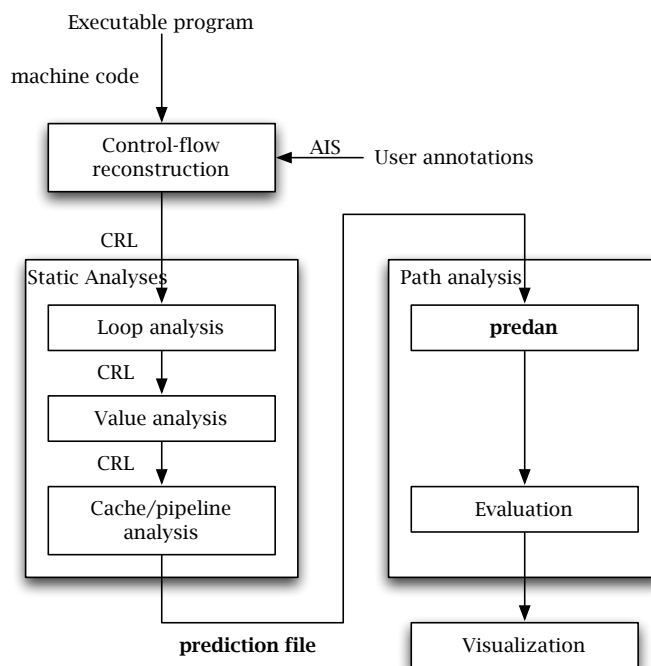 Executable program
machine code
Control-flow
reconstruction
AIS
User annotations
CRL
Static Analyses
Loop analysis
CRL
Value analysis
CRL
Cache/pipeline
analysis
prediction file
Path analysis
predan
Evaluation
Visualization